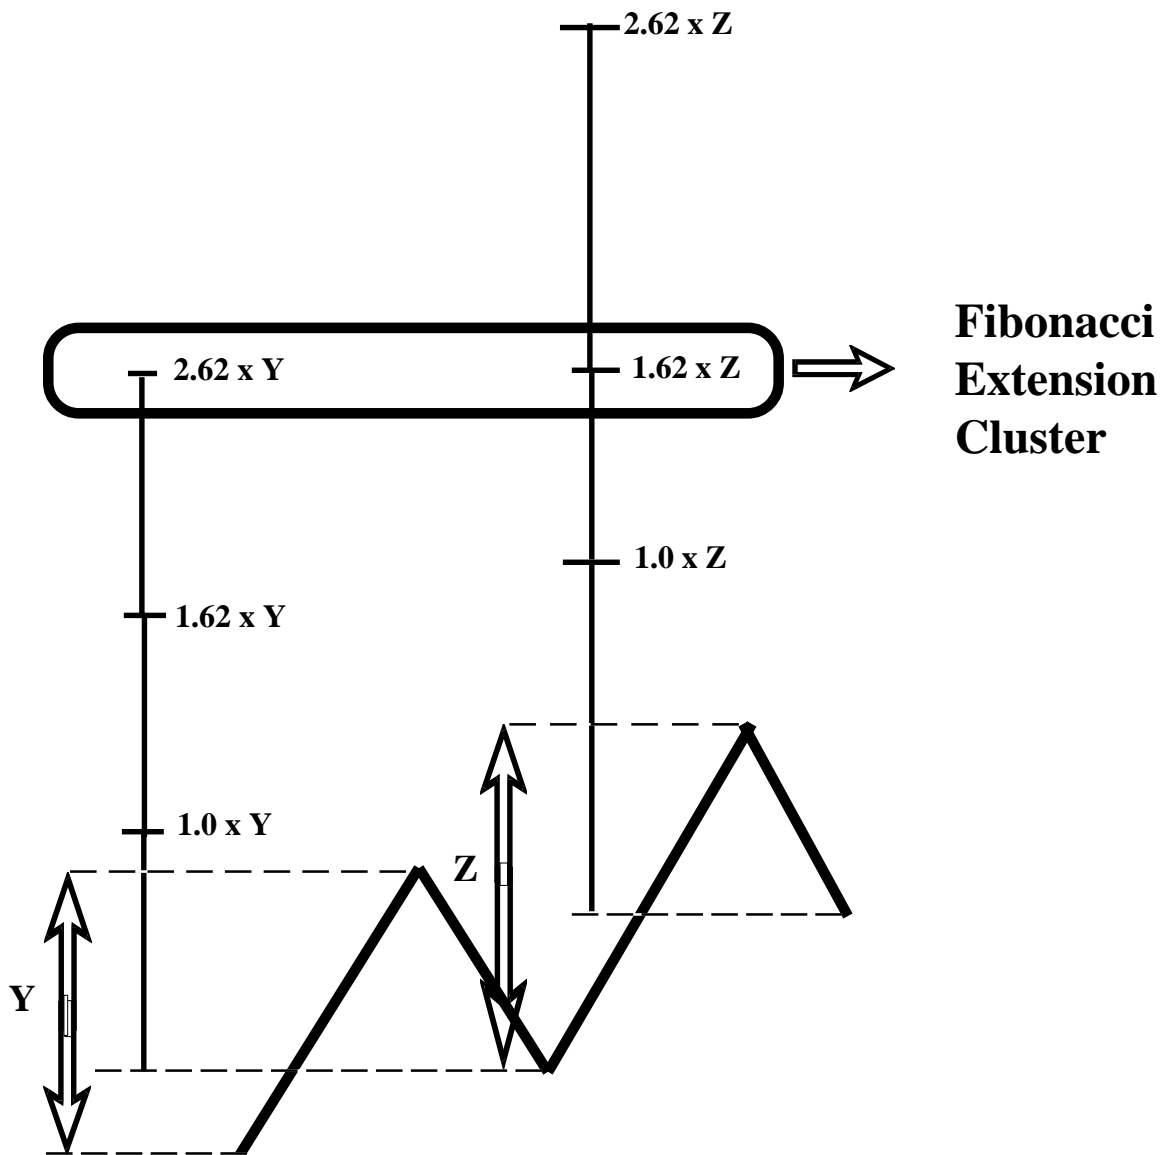 2.62 x Z
2.62 x Y
1.62 x Z
Fibonacci
Extension
Cluster
1.0 x Z
1.62 x Y
1.0 x Y
Z
Y